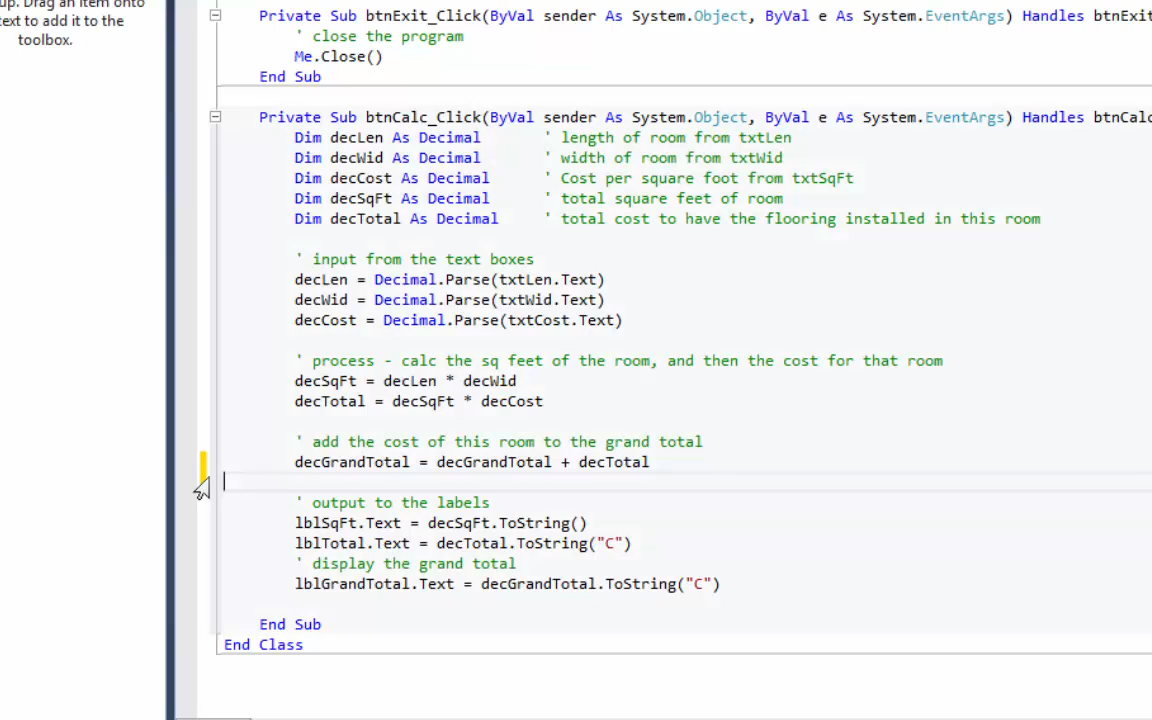 up. Drag an item onto
text to add it to the
toolbox.
Private Sub btnExit_Click(ByVal sender As System.Object, ByVal e As System.EventArgs) Handles btnExit
' close the program
Me.Close()
End Sub
Private Sub btnCalc_Click(ByVal sender As System.Object, ByVal e As System.EventArgs) Handles btnCalc
Dim decLen As Decimal ' length of room from txtLen
Dim decWid As Decimal ' width of room from txtWid
Dim decCost As Decimal ' Cost per square foot from txtSqFt
Dim decSqFt As Decimal ' total square feet of room
Dim decTotal As Decimal ' total cost to have the flooring installed in this room
' input from the text boxes
decLen = Decimal.Parse(txtLen.Text)
decWid = Decimal.Parse(txtWid.Text)
decCost = Decimal.Parse(txtCost.Text)
' process - calc the sq feet of the room, and then the cost for that room
decSqFt = decLen * decWid
decTotal = decSqFt * decCost
' add the cost of this room to the grand total
decGrandTotal = decGrandTotal + decTotal
' output to the labels
lblSqFt.Text = decSqFt.ToString()
lblTotal.Text = decTotal.ToString("C")
' display the grand total
lblGrandTotal.Text = decGrandTotal.ToString("C")
End Sub
End Class